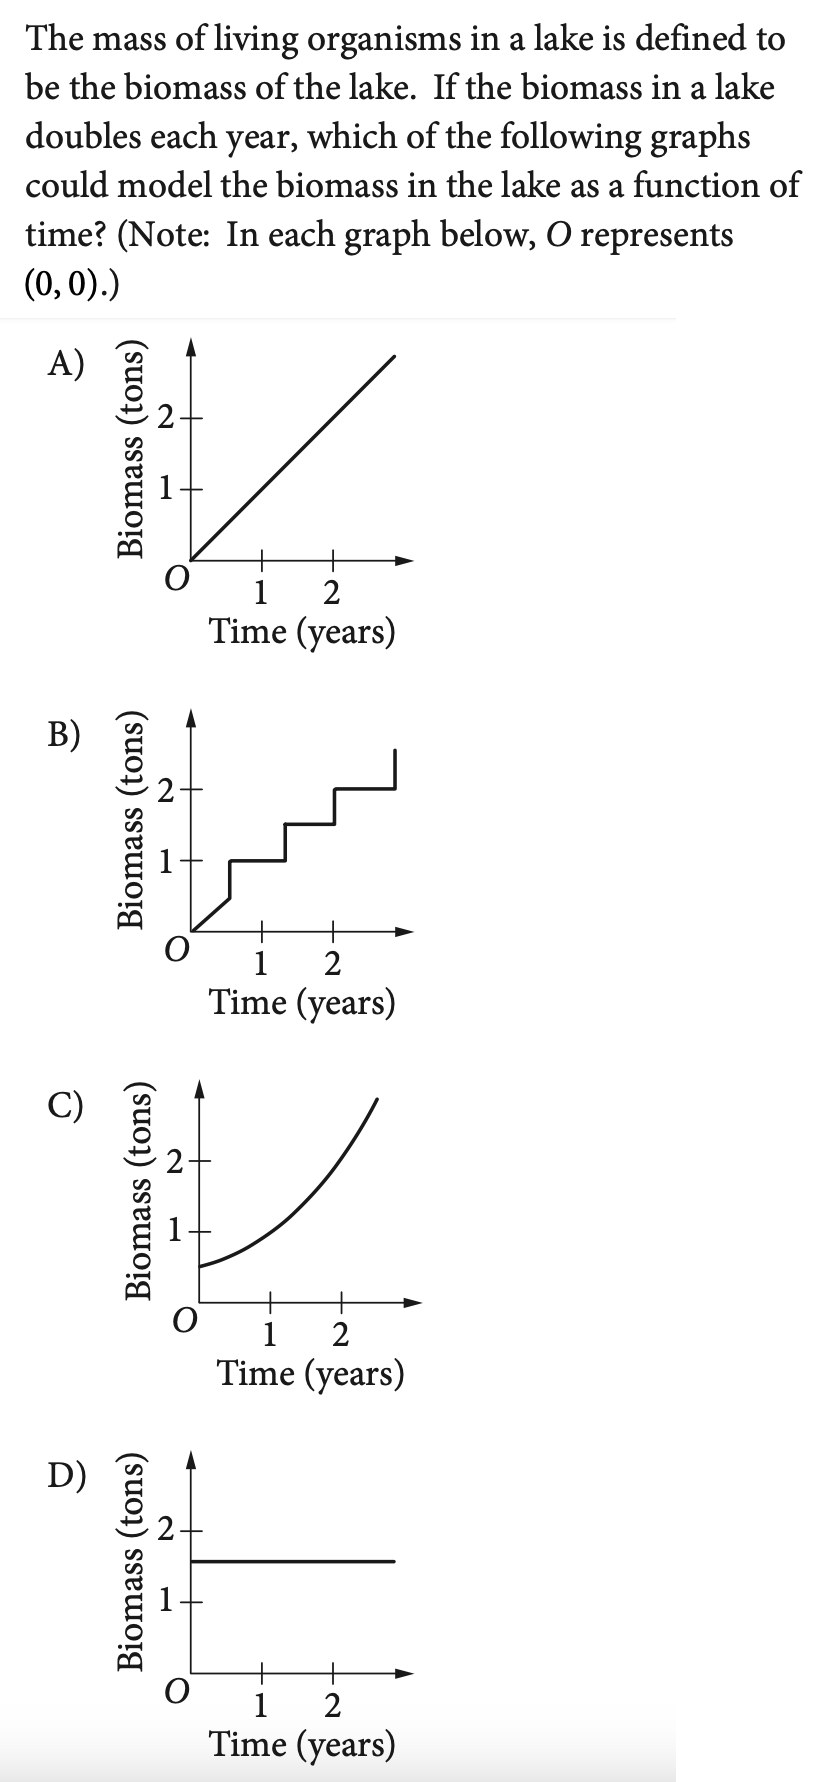 The mass of living organisms in a lake is defined to
be the biomass of the lake. If the biomass in a lake
doubles each year, which of the following graphs
could model the biomass in the lake as a function of
time? (Note: In each graph below, O represents
(0, 0).)
A)
Biomass (tons)
2
1
O
1 2
Time (years)
B)
Biomass (tons)
2
1
O
1 2
Time (years)
C)
Biomass (tons)
2
1
O
1 2
Time (years)
D)
Biomass (tons)
2
1
O
1 2
Time (years)